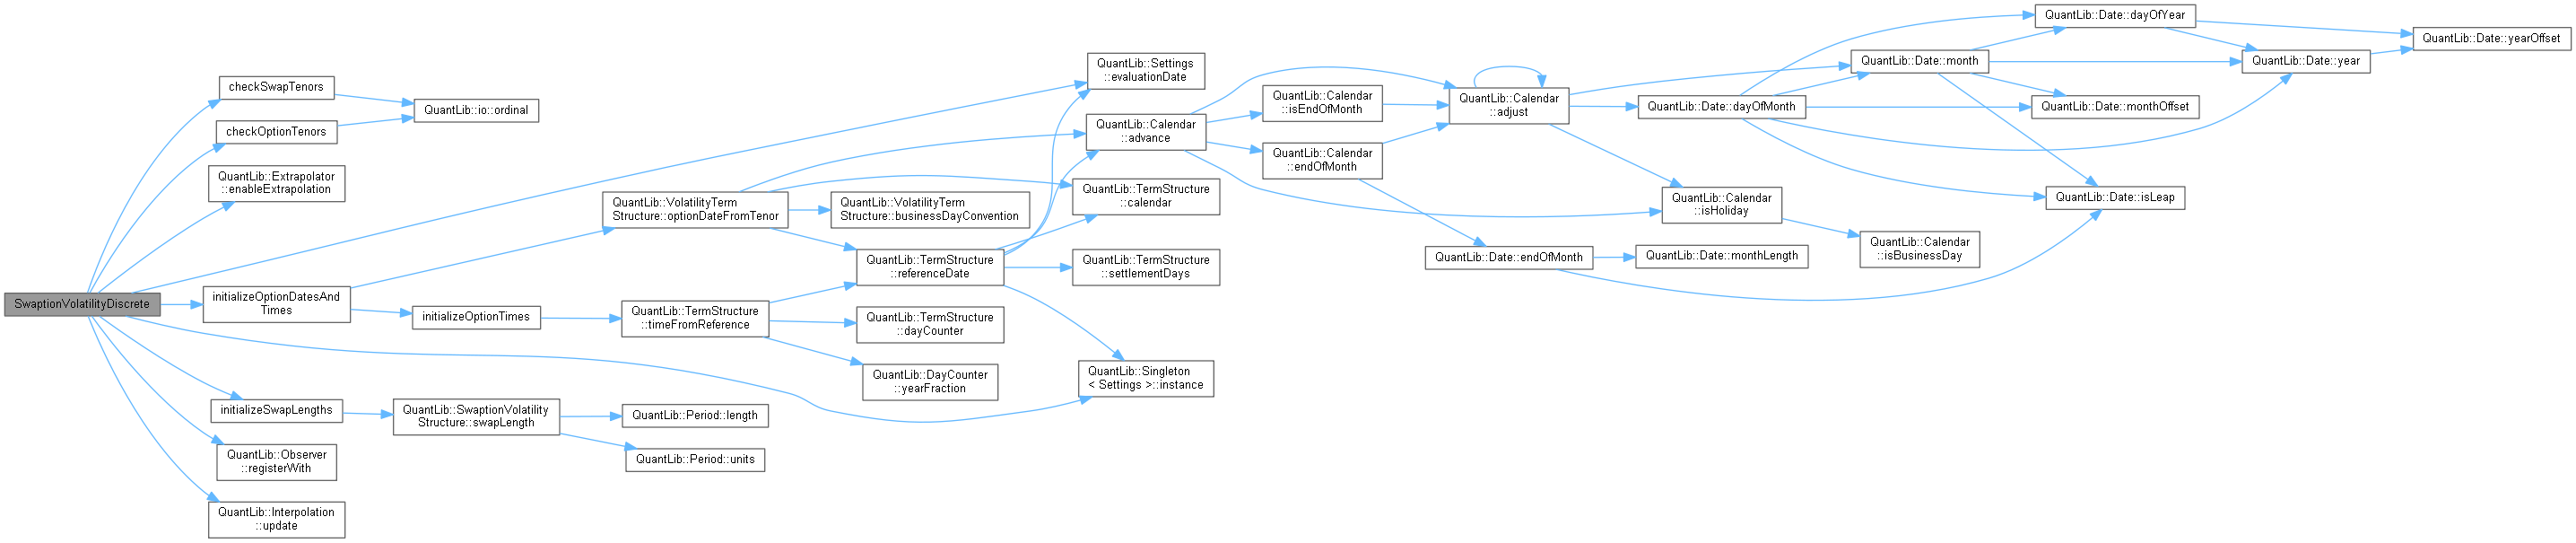 SwaptionVolatilityDiscrete
checkSwapTenors
checkOptionTenors
QuantLib::io::ordinal
QuantLib::Extrapolator
::enableExtrapolation
initializeOptionDatesAnd
Times
initializeOptionTimes
initializeSwapLengths
QuantLib::SwaptionVolatility
Structure::swapLength
QuantLib::Observer
::registerWith
QuantLib::Interpolation
::update
QuantLib::VolatilityTerm
Structure::optionDateFromTenor
QuantLib::TermStructure
::timeFromReference
QuantLib::Period::length
QuantLib::Period::units
QuantLib::VolatilityTerm
Structure::businessDayConvention
QuantLib::TermStructure
::referenceDate
QuantLib::TermStructure
::dayCounter
QuantLib::DayCounter
::yearFraction
QuantLib::Settings
::evaluationDate
QuantLib::Calendar
::advance
QuantLib::TermStructure
::calendar
QuantLib::TermStructure
::settlementDays
QuantLib::Singleton
< Settings >::instance
QuantLib::Calendar
::isEndOfMonth
QuantLib::Calendar
::endOfMonth
QuantLib::Calendar
::adjust
QuantLib::Date::endOfMonth
QuantLib::Date::dayOfMonth
QuantLib::Calendar
::isHoliday
QuantLib::Date::monthLength
QuantLib::Date::month
QuantLib::Calendar
::isBusinessDay
QuantLib::Date::dayOfYear
QuantLib::Date::monthOffset
QuantLib::Date::isLeap
QuantLib::Date::year
QuantLib::Date::yearOffset